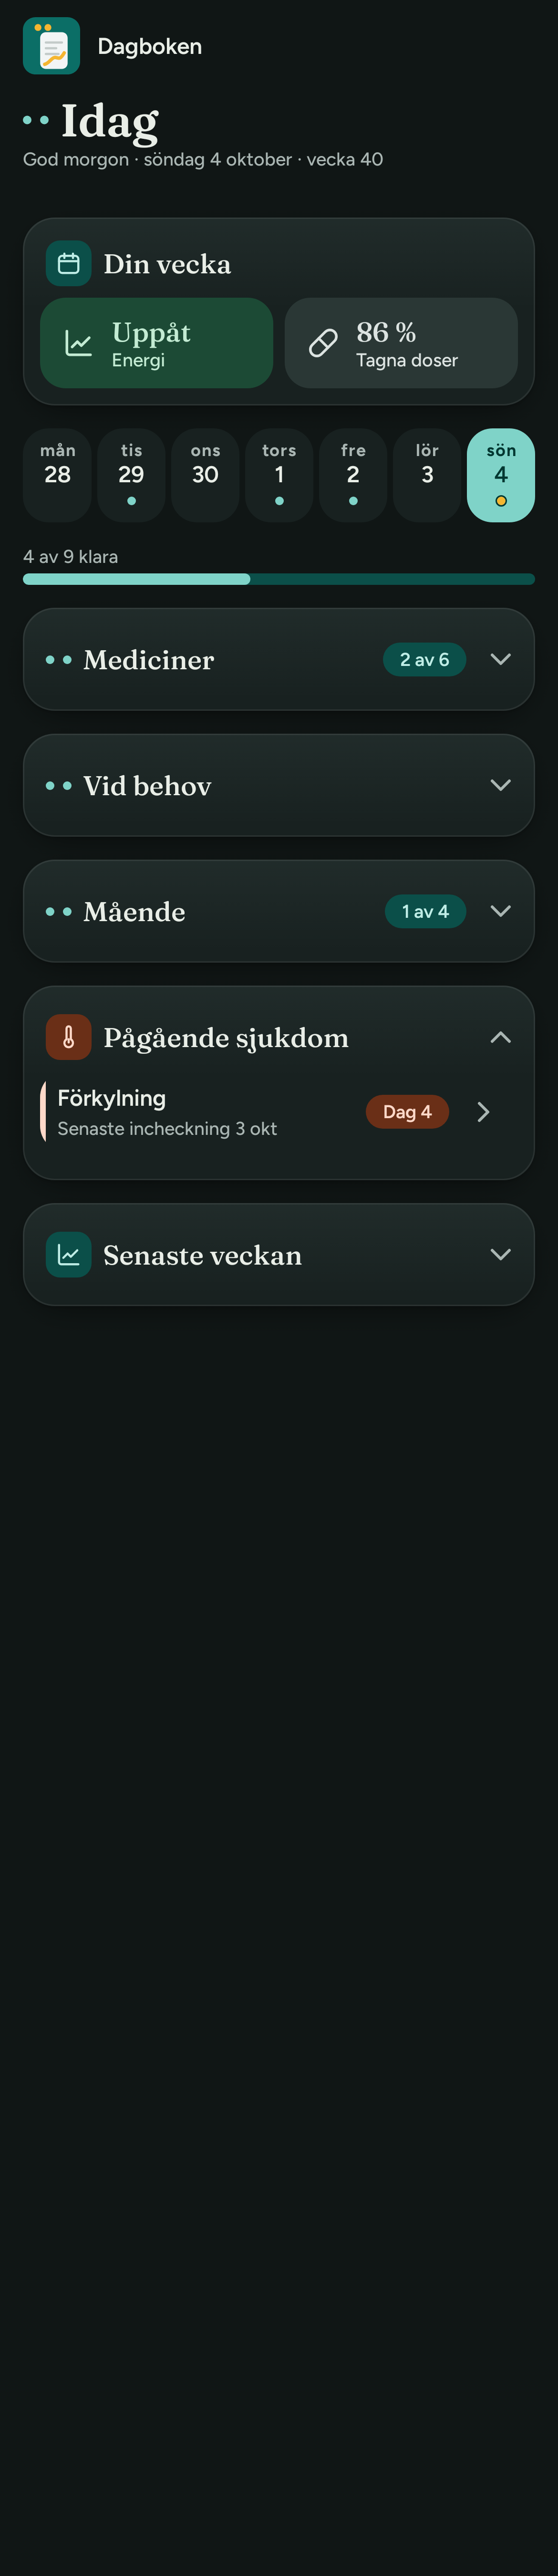 Dagboken
Idag
God morgon · söndag 4 oktober · vecka 40
Din vecka
Uppåt
Energi
86 %
Tagna doser
mån
28
tis
29
ons
30
tors
1
fre
2
lör
3
sön
4
4 av 9 klara
Mediciner
2 av 6
Vid behov
Mående
1 av 4
Pågående sjukdom
Förkylning
Senaste incheckning 3 okt
Dag 4
Senaste veckan